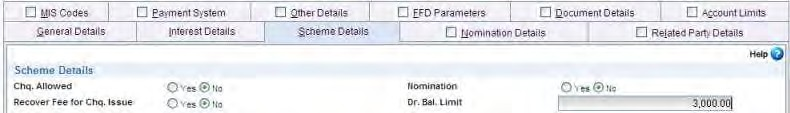 MIS Codes Payment System Other Details FFD Parameters Document Details Account Limits
General Details Interest Details Scheme Details Nomination Details Related Party Details
Help ?
Scheme Details
Chq. Allowed Yes No Nomination Yes No
Recover Fee for Chq. Issue Yes No Dr. Bal. Limit 3,000.00